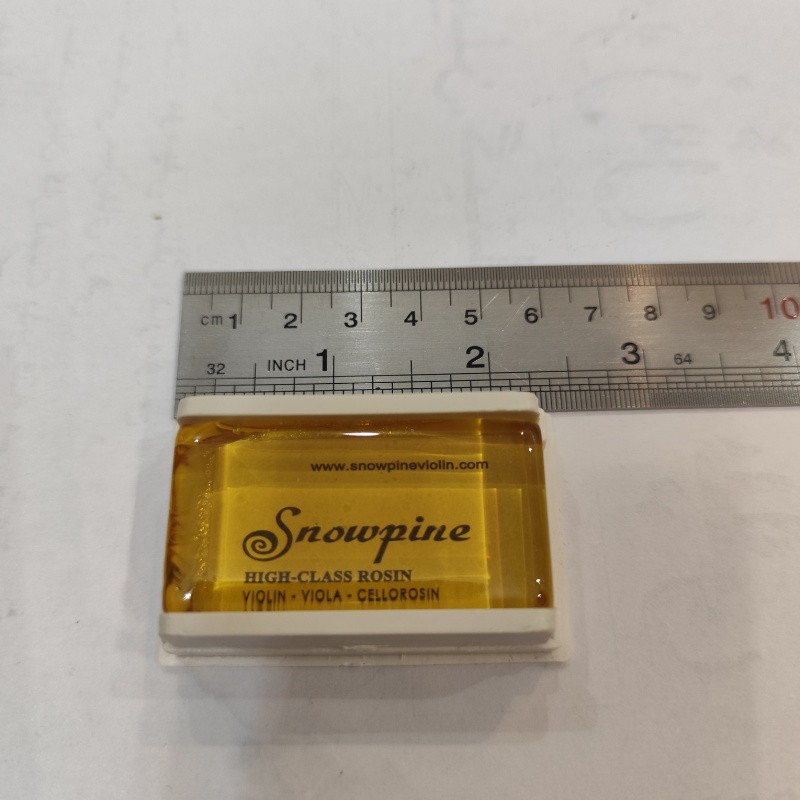 cm 1 2 3 4 5 6 7 8 9 10
32 INCH 1 2 3 64 4
www.snowpineviolin.com
Snowpine
HIGH-CLASS ROSIN
VIOLIN - VIOLA - CELLOROSIN